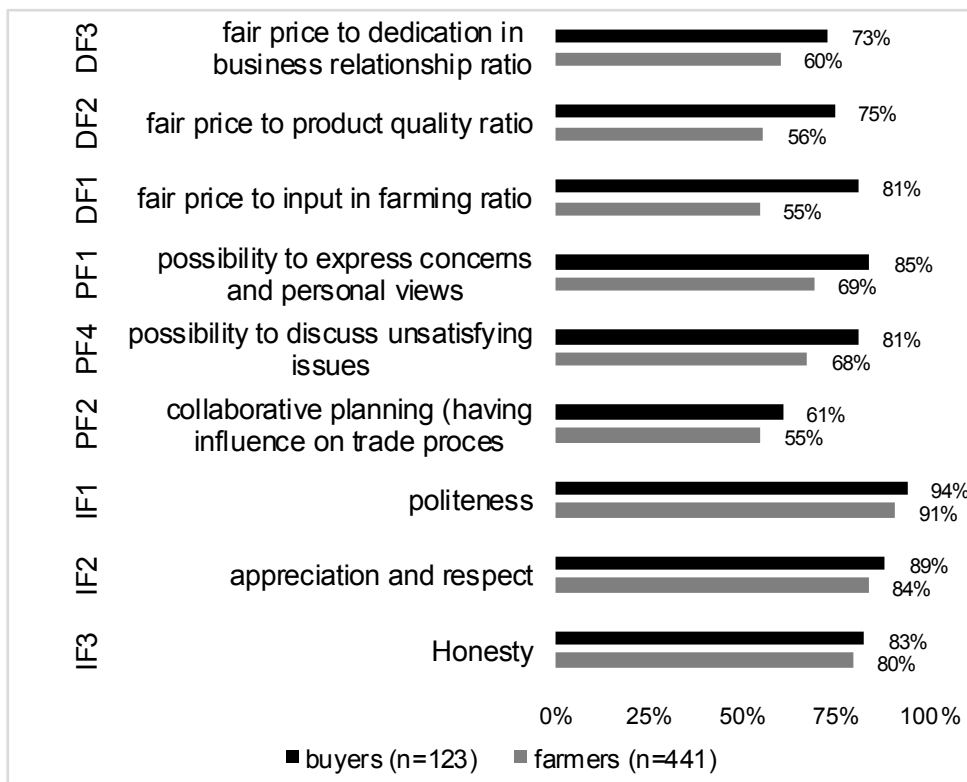 DF3
fair price to dedication in
business relationship ratio
73%
60%
DF2
fair price to product quality ratio
75%
56%
DF1
fair price to input in farming ratio
81%
55%
PF1
possibility to express concerns
and personal views
85%
69%
PF4
possibility to discuss unsatisfying
issues
81%
68%
PF2
collaborative planning (having
influence on trade proces
61%
55%
IF1
politeness
94%
91%
IF2
appreciation and respect
89%
84%
IF3
Honesty
83%
80%
0% 25% 50% 75% 100%
buyers (n=123) farmers (n=441)